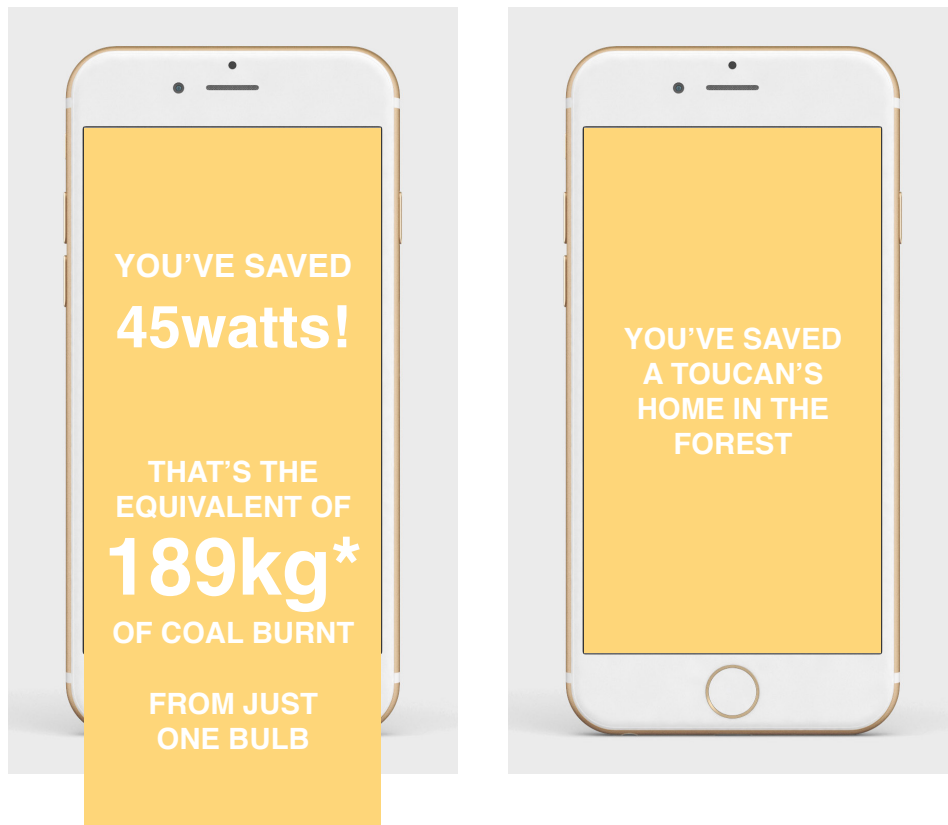 YOU’VE SAVED
45watts!
THAT’S THE
EQUIVALENT OF
189kg*
OF COAL BURNT
FROM JUST
ONE BULB
YOU’VE SAVED
A TOUCAN’S
HOME IN THE
FOREST